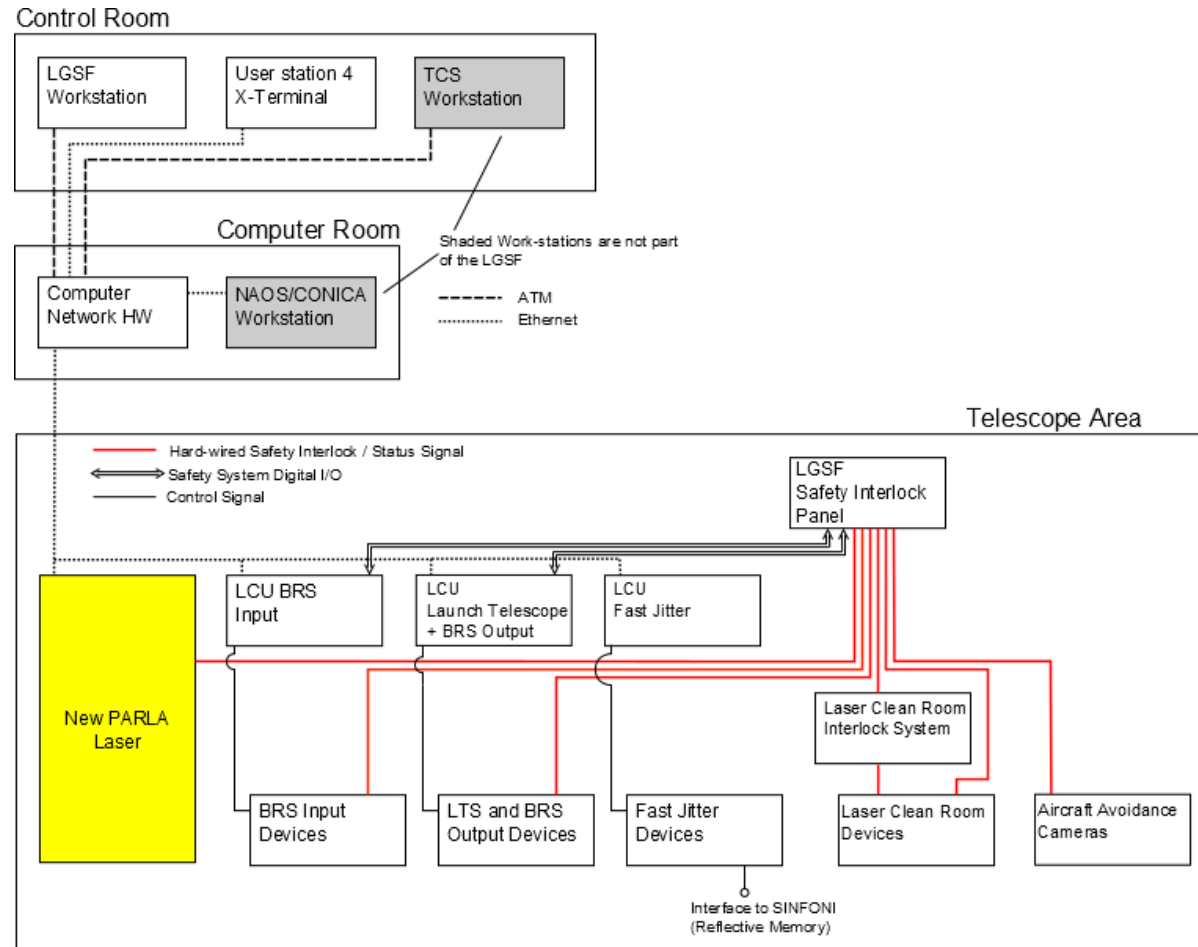 Control Room
LGSF
Workstation
User station 4
X-Terminal
TCS
Workstation
Computer Room
Shaded Work-stations are not part
of the LGSF
Computer
Network HW
NAOS/CONICA
Workstation
ATM
Ethernet
Telescope Area
Hard-wired Safety Interlock / Status Signal
Safety System Digital I/O
Control Signal
LGSF
Safety Interlock
Panel
LCU BRS
Input
LCU
Launch Telescope
+ BRS Output
LCU
Fast Jitter
New PARLA
Laser
Laser Clean Room
Interlock System
BRS Input
Devices
LTS and BRS
Output Devices
Fast Jitter
Devices
Laser Clean Room
Devices
Aircraft Avoidance
Cameras
Interface to SINFONI
(Reflective Memory)